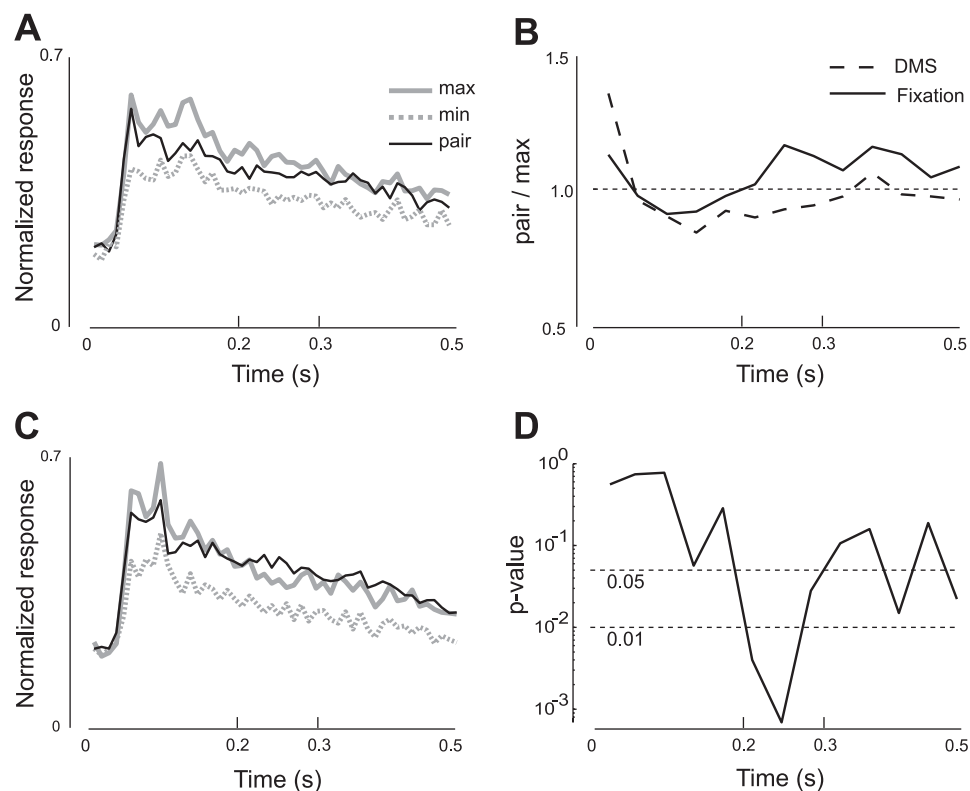 A
0.7
Normalized response
max
min
pair
0
0
0.2
0.3
0.5
Time (s)
B
1.5
DMS
Fixation
pair / max
1.0
0.5
0
0.2
0.3
0.5
Time (s)
C
0.7
Normalized response
0
0
0.2
0.3
0.5
Time (s)
D
p-value
10^0
10^-1
0.05
10^-2
0.01
10^-3
0
0.2
0.3
0.5
Time (s)